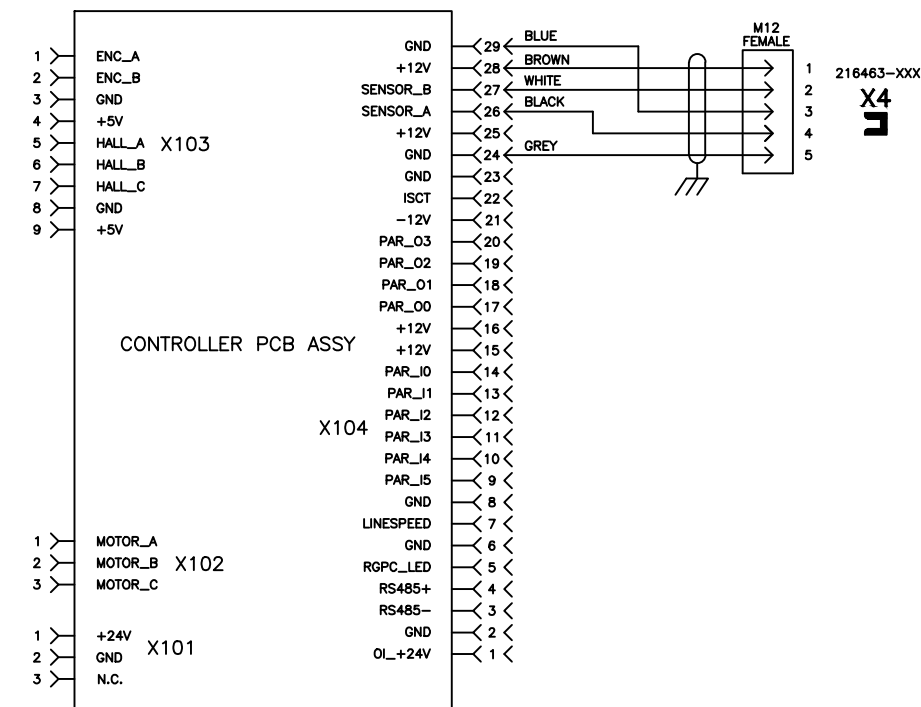 1 ENC_A
2 ENC_B
3 GND
4 +5V
5 HALL_A X103
6 HALL_B
7 HALL_C
8 GND
9 +5V
CONTROLLER PCB ASSY
X104
1 MOTOR_A
2 MOTOR_B X102
3 MOTOR_C
1 +24V
2 GND X101
3 N.C.
GND 29 BLUE
+12V 28 BROWN
SENSOR_B 27 WHITE
SENSOR_A 26 BLACK
+12V 25
GND 24 GREY
GND 23
ISCT 22
-12V 21
PAR_O3 20
PAR_O2 19
PAR_O1 18
PAR_O0 17
+12V 16
+12V 15
PAR_I0 14
PAR_I1 13
PAR_I2 12
PAR_I3 11
PAR_I4 10
PAR_I5 9
GND 8
LINESPEED 7
GND 6
RGPC_LED 5
RS485+ 4
RS485- 3
GND 2
OI_+24V 1
M12
FEMALE
1
2
3
4
5
216463-XXX
X4